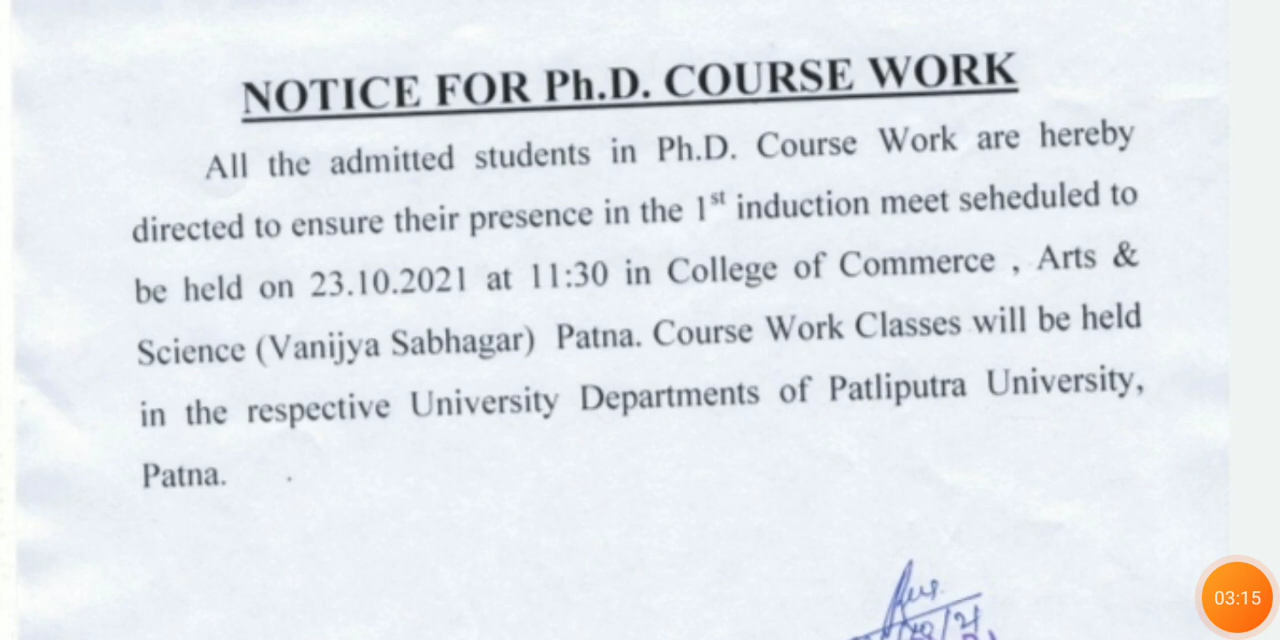 NOTICE FOR Ph.D. COURSE WORK
All the admitted students in Ph.D. Course Work are hereby
directed to ensure their presence in the 1st induction meet seheduled to
be held on 23.10.2021 at 11:30 in College of Commerce , Arts &
Science (Vanijya Sabhagar) Patna. Course Work Classes will be held
in the respective University Departments of Patliputra University,
Patna.
03:15